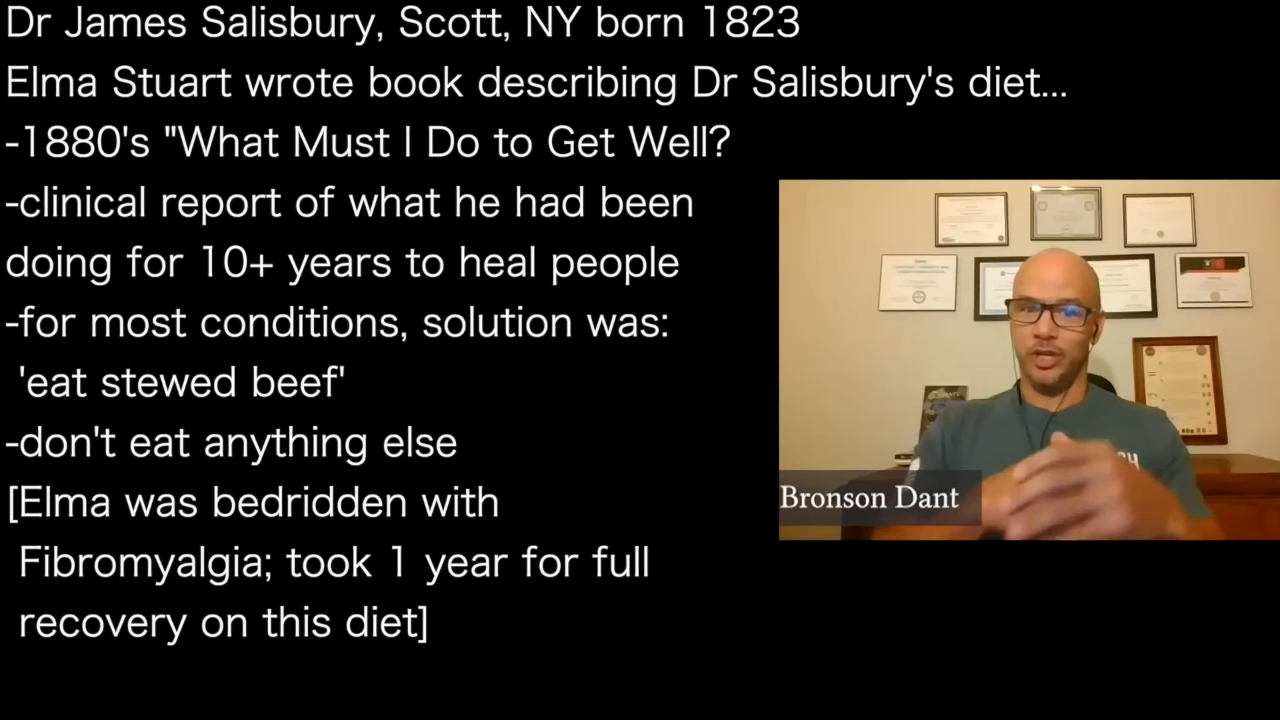 Dr James Salisbury, Scott, NY born 1823
Elma Stuart wrote book describing Dr Salisbury's diet...
-1880's "What Must I Do to Get Well?
-clinical report of what he had been
doing for 10+ years to heal people
-for most conditions, solution was:
'eat stewed beef'
-don't eat anything else
[Elma was bedridden with
Fibromyalgia; took 1 year for full
recovery on this diet]
Bronson Dant